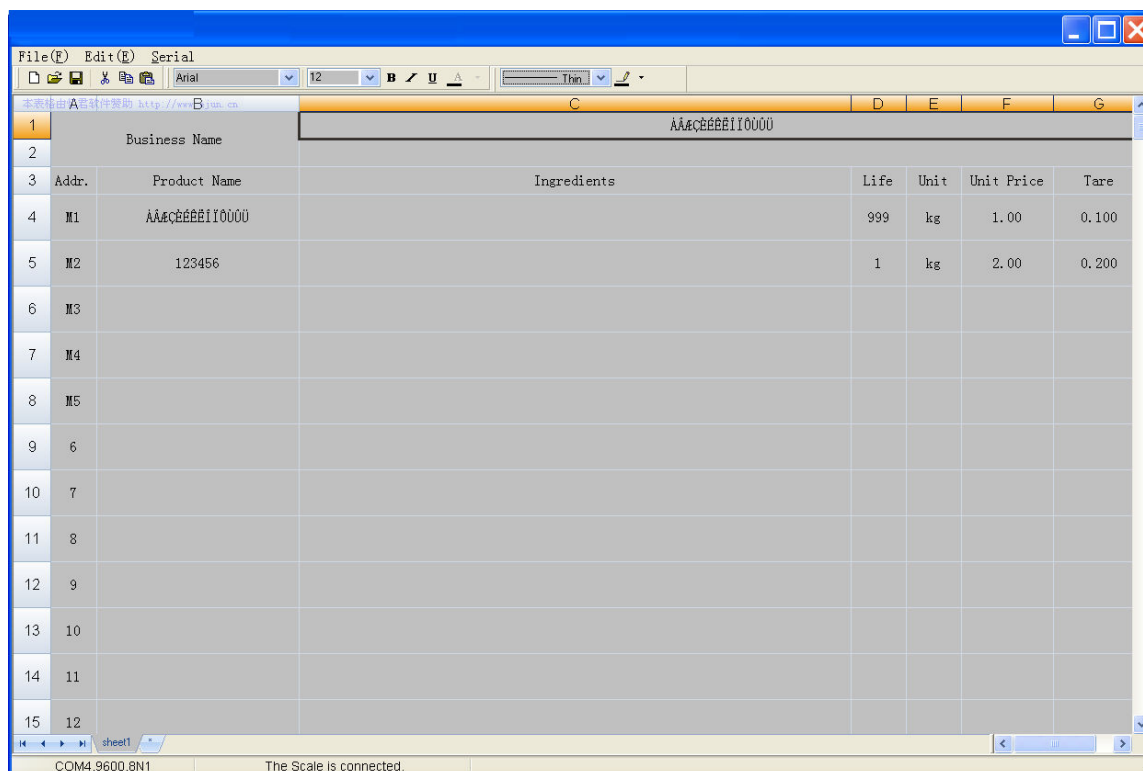 File(F) Edit(E) Serial
Arial 12 B U A Thin
A B C D E F G
1 ÀÂÆÇÈÉÊËÎÏÔÙÛÜ
Business Name
2
3 Addr. Product Name Ingredients Life Unit Unit Price Tare
4 M1 ÀÂÆÇÈÉÊËÎÏÔÙÛÜ 999 kg 1.00 0.100
5 M2 123456 1 kg 2.00 0.200
6 M3
7 M4
8 M5
9 6
10 7
11 8
12 9
13 10
14 11
15 12
sheet1 *
COM4,9600,8N1 The Scale is connected.